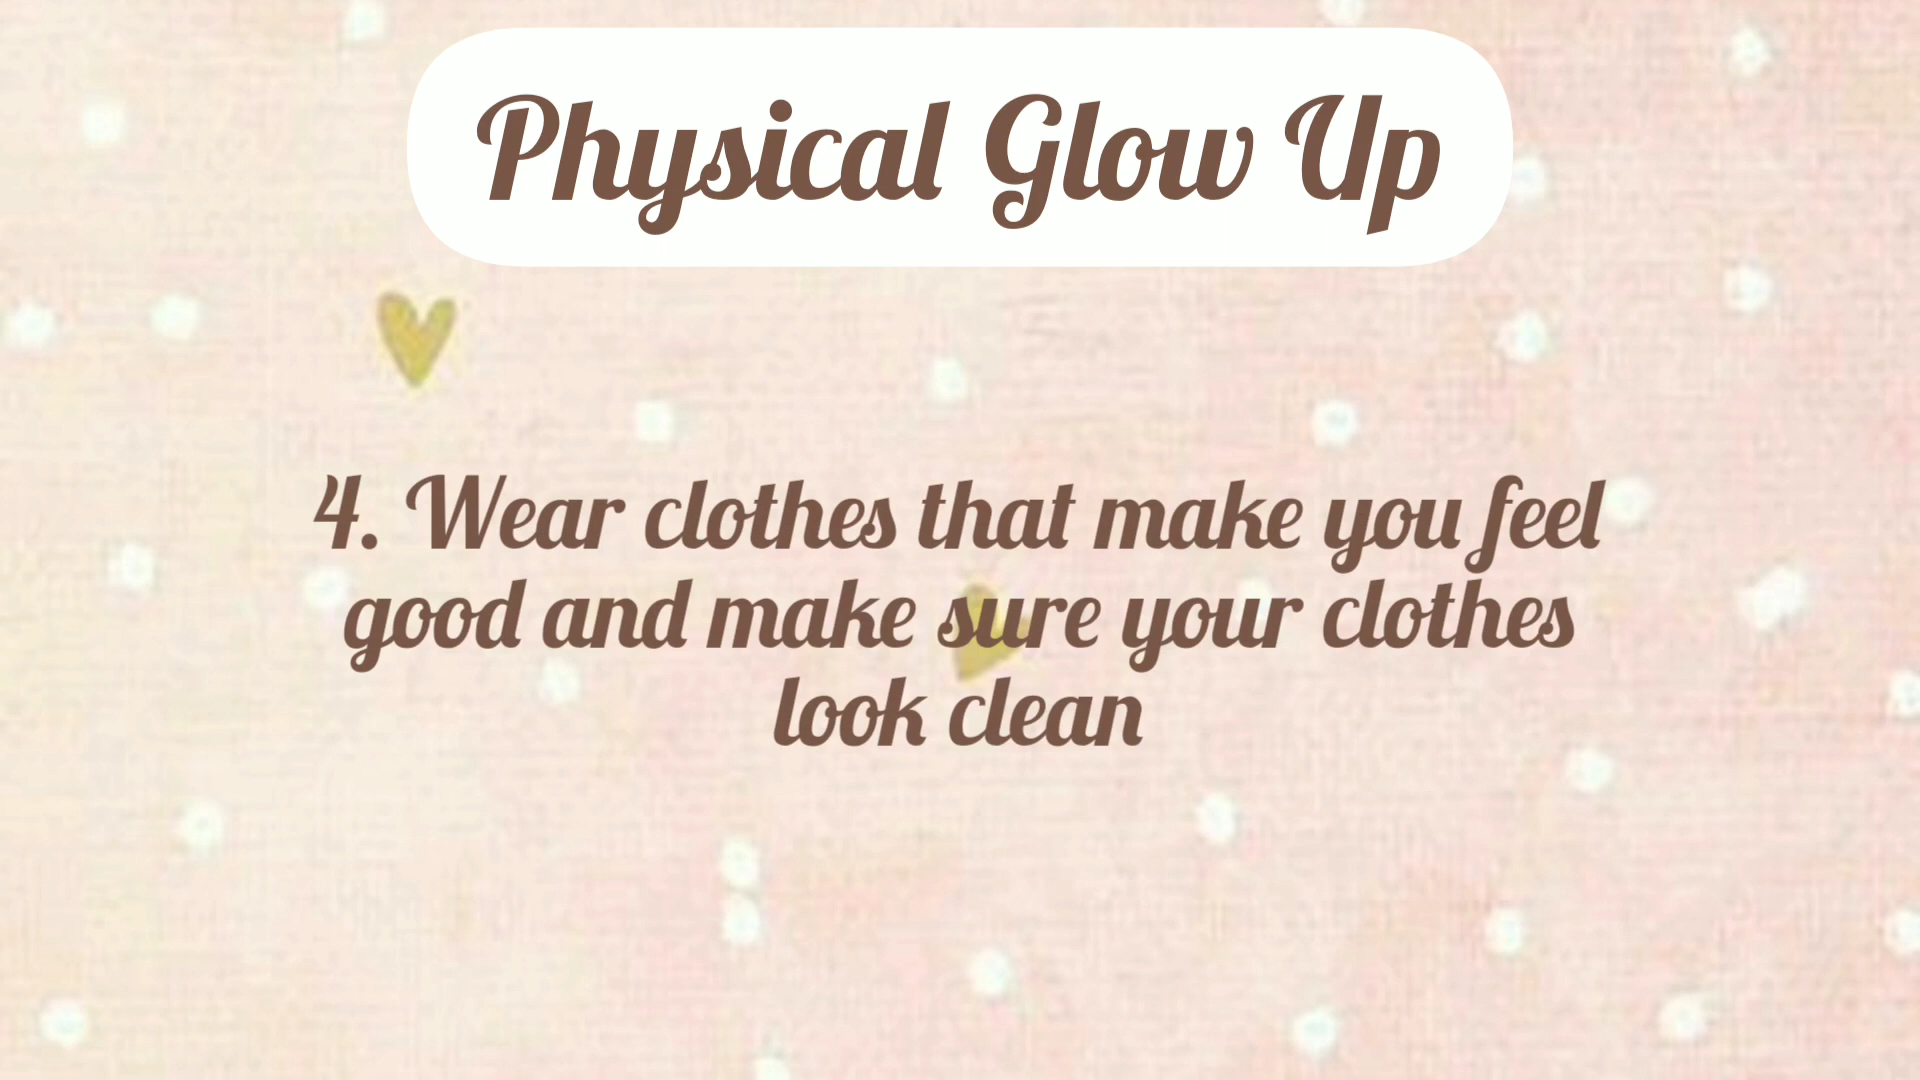 Physical Glow Up
4. Wear clothes that make you feel
good and make sure your clothes
look clean